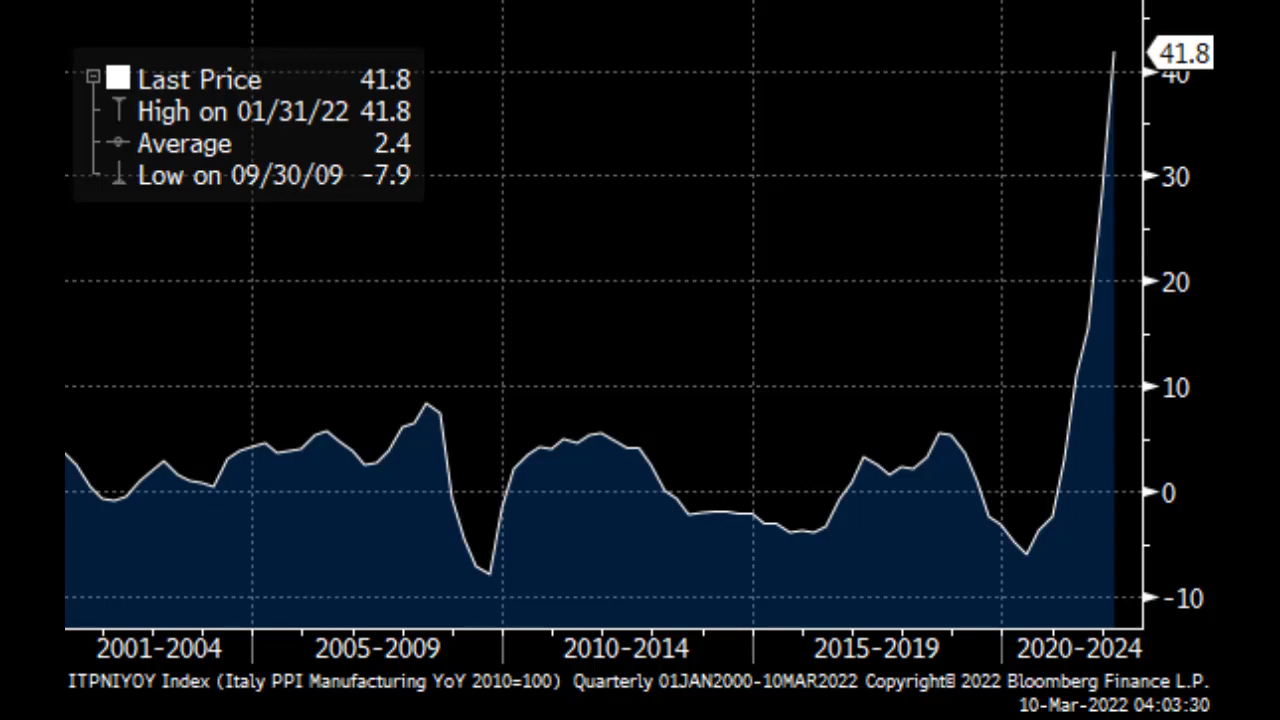 Last Price 41.8
High on 01/31/22 41.8
Average 2.4
Low on 09/30/09 -7.9
41.8
40
30
20
10
0
-10
2001-2004 2005-2009 2010-2014 2015-2019 2020-2024
ITPNIYOY Index (Italy PPI Manufacturing YoY 2010=100) Quarterly 01JAN2000-10MAR2022 Copyright© 2022 Bloomberg Finance L.P.
10-Mar-2022 04:03:30